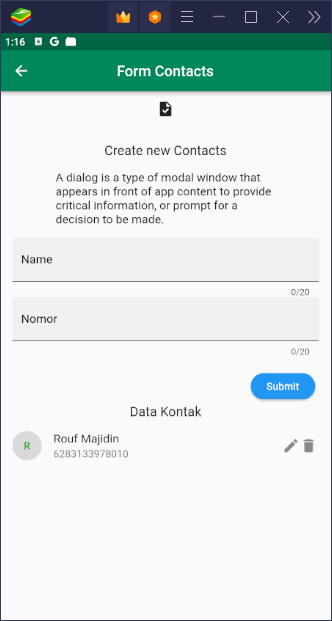 1:16
Form Contacts
Create new Contacts
A dialog is a type of modal window that
appears in front of app content to provide
critical information, or prompt for a
decision to be made.
Name
0/20
Nomor
0/20
Submit
Data Kontak
R
Rouf Majidin
6283133978010